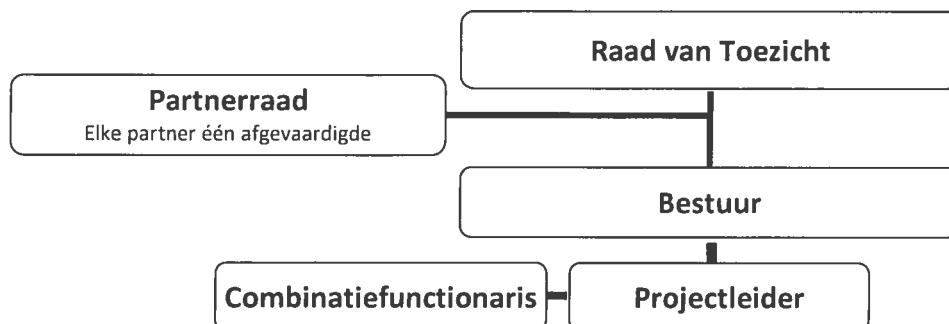 Raad van Toezicht
Partnerraad
Elke partner één afgevaardigde
Bestuur
Combinatiefunctionaris
Projectleider